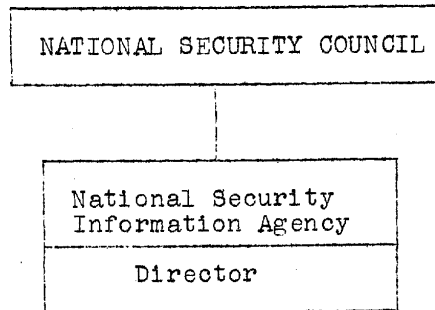 NATIONAL SECURITY COUNCIL
National Security
Information Agency
Director